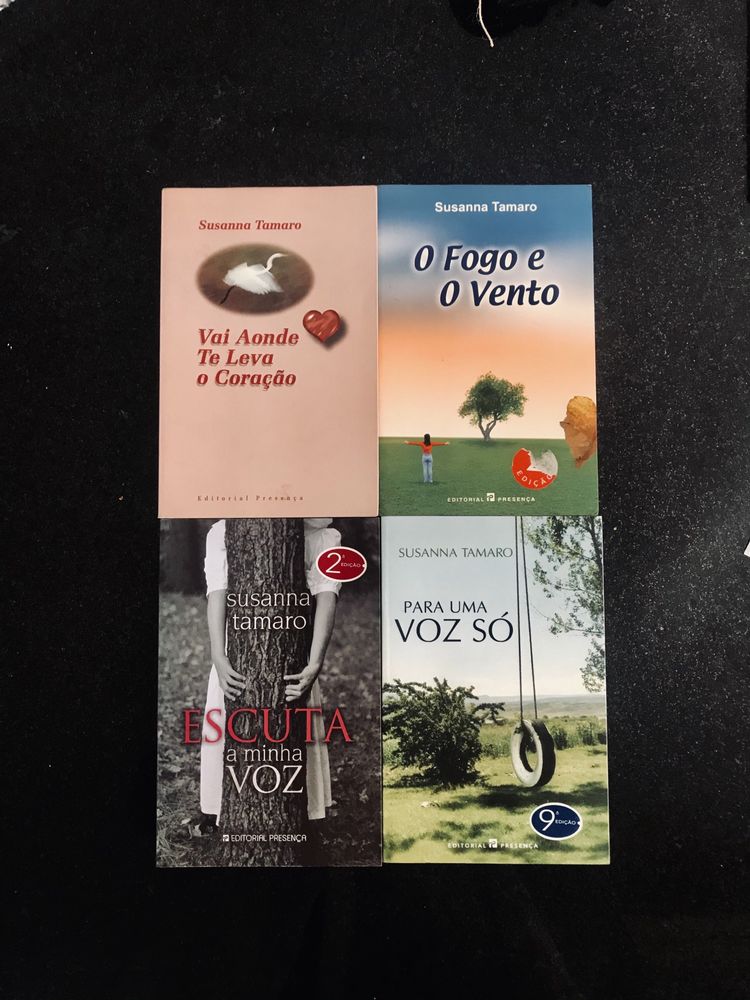 Susanna Tamaro
Vai Aonde
Te Leva
o Coração
Editorial Presença
Susanna Tamaro
O Fogo e
O Vento
EDIÇÃO
EDITORIAL PRESENÇA
2ª
EDIÇÃO
susanna
tamaro
ESCUTA
a minha
VOZ
EDITORIAL PRESENÇA
SUSANNA TAMARO
PARA UMA
VOZ SÓ
9ª
EDIÇÃO
EDITORIAL PRESENÇA